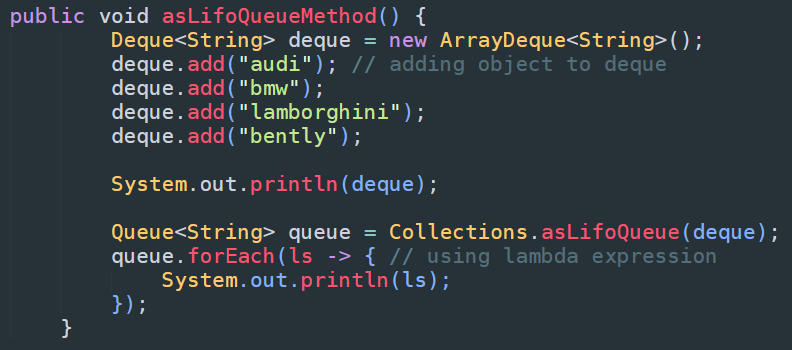 public void asLifoQueueMethod() {
        Deque<String> deque = new ArrayDeque<String>();
        deque.add("audi"); // adding object to deque
        deque.add("bmw");
        deque.add("lamborghini");
        deque.add("bently");

        System.out.println(deque);

        Queue<String> queue = Collections.asLifoQueue(deque);
        queue.forEach(ls -> { // using lambda expression
            System.out.println(ls);
        });
    }